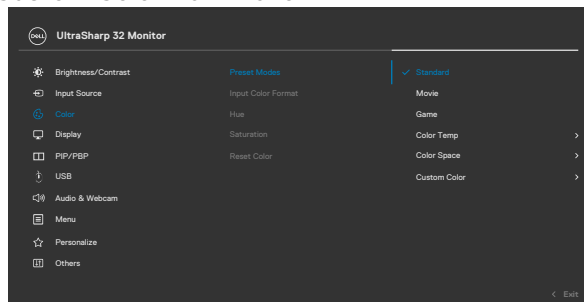 DELL
UltraSharp 32 Monitor
Brightness/Contrast
Input Source
Color
Display
PIP/PBP
USB
Audio & Webcam
Menu
Personalize
Others
Preset Modes
Input Color Format
Hue
Saturation
Reset Color
Standard
Movie
Game
Color Temp
Color Space
Custom Color
Exit